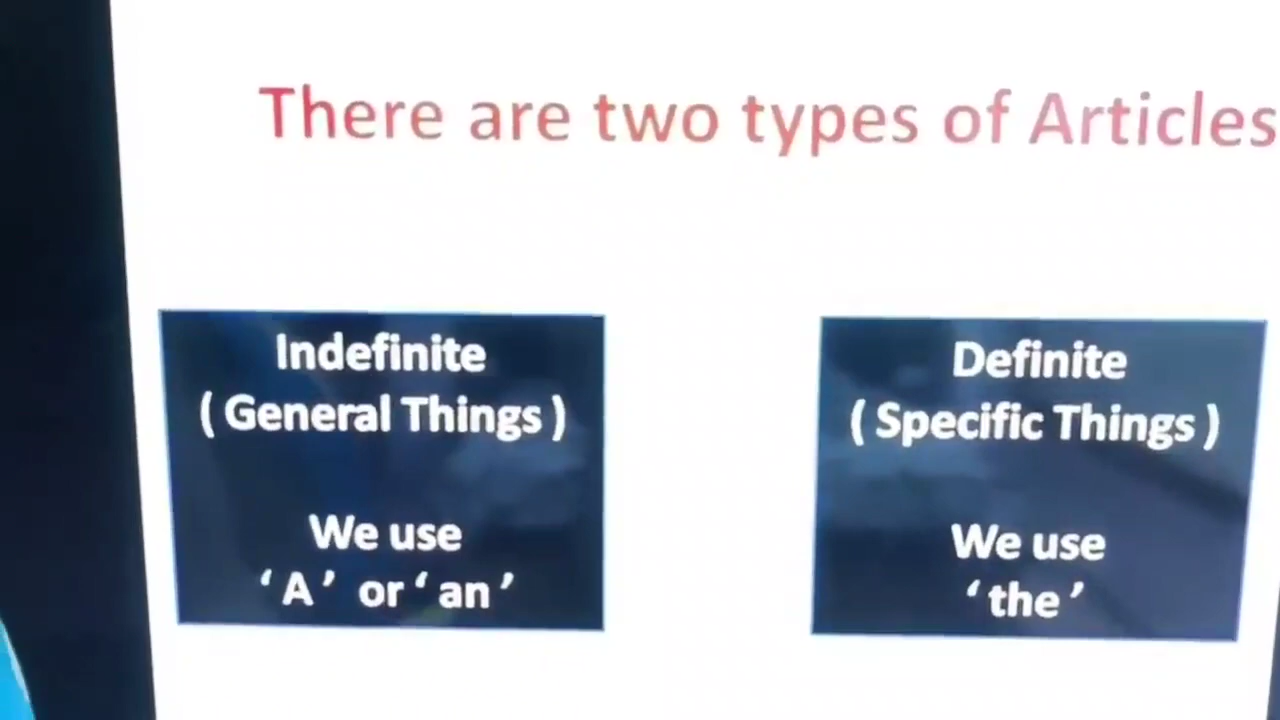 There are two types of Articles
Indefinite
( General Things )
We use
‘ A ’ or ‘ an ’
Definite
( Specific Things )
We use
‘ the ’